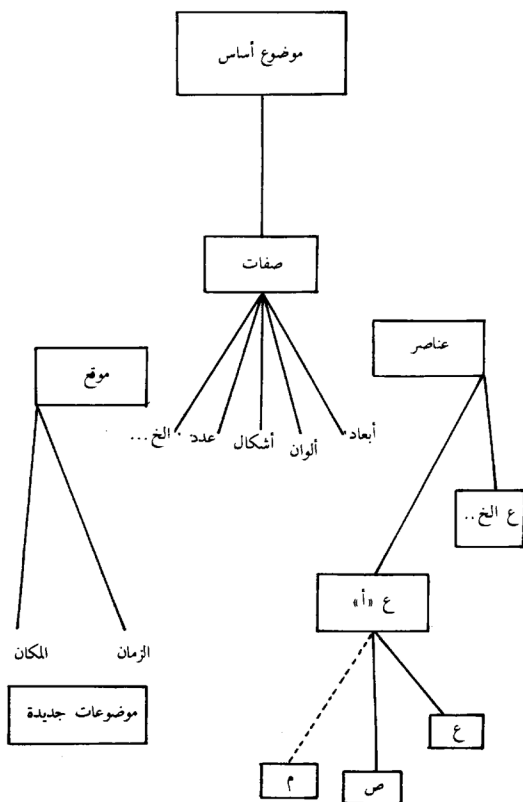 موضوع أساس
صفات
عناصر
موقع
أبعاد
ألوان
أشكال
عدد
الخ...
ع الخ..
ع «أ»
الزمان
المكان
موضوعات جديدة
ع
ص
م